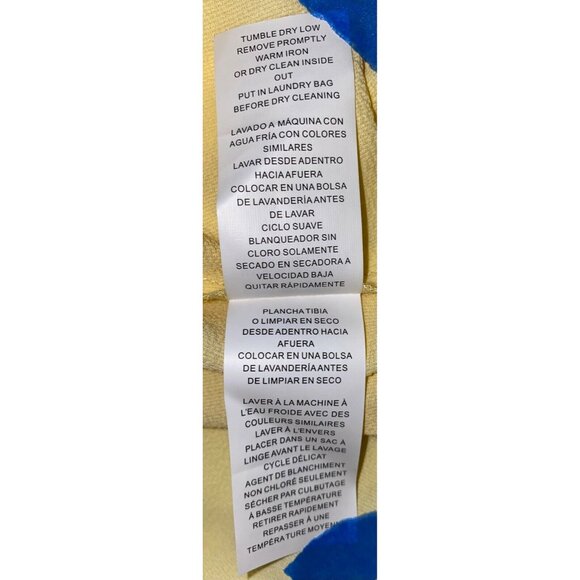 TUMBLE DRY LOW
REMOVE PROMPTLY
WARM IRON
OR DRY CLEAN INSIDE
OUT
PUT IN LAUNDRY BAG
BEFORE DRY CLEANING
LAVADO A MÁQUINA CON
AGUA FRÍA CON COLORES
SIMILARES
LAVAR DESDE ADENTRO
HACIA AFUERA
COLOCAR EN UNA BOLSA
DE LAVANDERÍA ANTES
DE LAVAR
CICLO SUAVE
BLANQUEADOR SIN
CLORO SOLAMENTE
SECADO EN SECADORA A
VELOCIDAD BAJA
QUITAR RÁPIDAMENTE
PLANCHA TIBIA
O LIMPIAR EN SECO
DESDE ADENTRO HACIA
AFUERA
COLOCAR EN UNA BOLSA
DE LAVANDERÍA ANTES
DE LIMPIAR EN SECO
LAVER À LA MACHINE À
L'EAU FROIDE AVEC DES
COULEURS SIMILAIRES
LAVER À L'ENVERS
PLACER DANS UN SAC À
LINGE AVANT LE LAVAGE
CYCLE DÉLICAT
AGENT DE BLANCHIMENT
NON CHLORÉ SEULEMENT
SÉCHER PAR CULBUTAGE
À BASSE TEMPÉRATURE
RETIRER RAPIDEMENT
REPASSER À UNE
TEMPÉRATURE